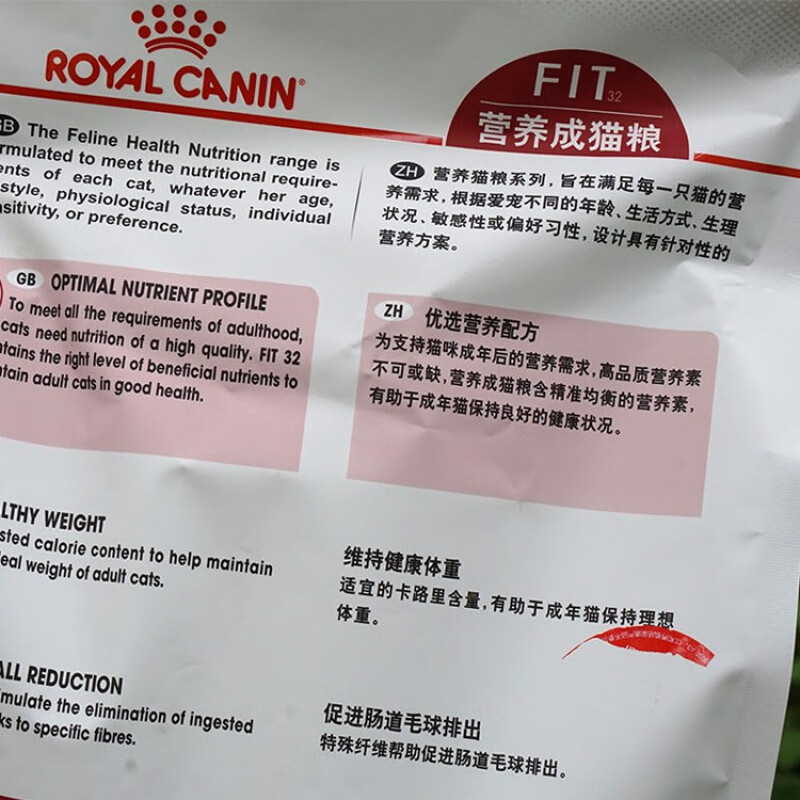 ROYAL CANIN
FIT 32
营养成猫粮
GB The Feline Health Nutrition range is
rmulated to meet the nutritional require-
ents of each cat, whatever her age,
style, physiological status, individual
sitivity, or preference.
ZH 营养猫粮系列，旨在满足每一只猫的营
养需求，根据爱宠不同的年龄、生活方式、生理
状况、敏感性或偏好习性，设计具有针对性的
营养方案。
GB OPTIMAL NUTRIENT PROFILE
To meet all the requirements of adulthood,
cats need nutrition of a high quality. FIT 32
tains the right level of beneficial nutrients to
tain adult cats in good health.
ZH 优选营养配方
为支持猫咪成年后的营养需求，高品质营养素
不可或缺，营养成猫粮含精准均衡的营养素，
有助于成年猫保持良好的健康状况。
LTHY WEIGHT
sted calorie content to help maintain
eal weight of adult cats.
维持健康体重
适宜的卡路里含量，有助于成年猫保持理想
体重。
ALL REDUCTION
mulate the elimination of ingested
ks to specific fibres.
促进肠道毛球排出
特殊纤维帮助促进肠道毛球排出。